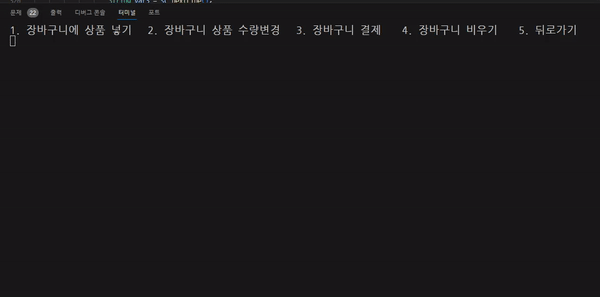 문제 22 출력 디버그 콘솔 터미널 포트
1. 장바구니에 상품 넣기 2. 장바구니 상품 수량변경 3. 장바구니 결제 4. 장바구니 비우기 5. 뒤로가기